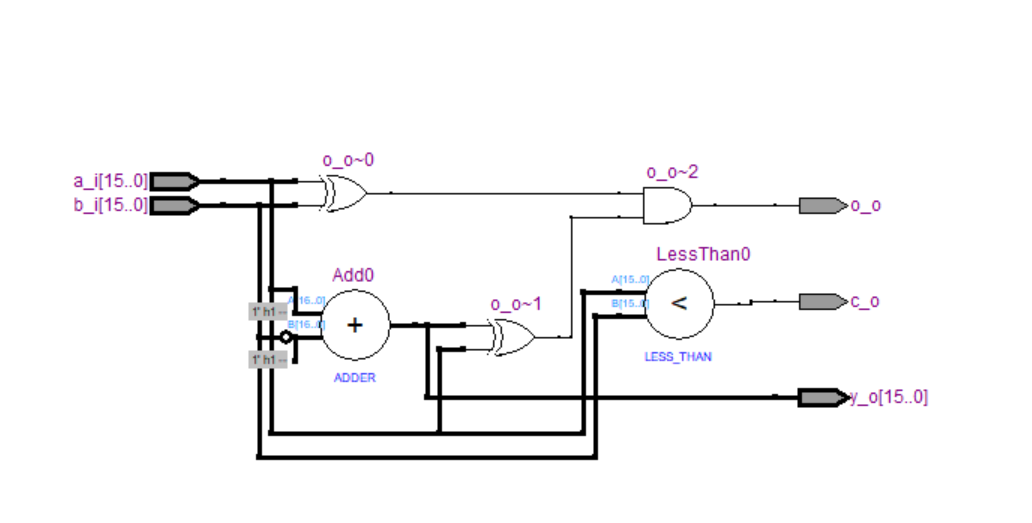 o_o~0
o_o~2
a_i[15..0]
b_i[15..0]
o_o
LessThan0
Add0
A[15..0]
B[15..0]
<
c_o
LESS_THAN
A[16..0]
1' h1 --
B[16..0]
1' h1 --
+
ADDER
o_o~1
y_o[15..0]